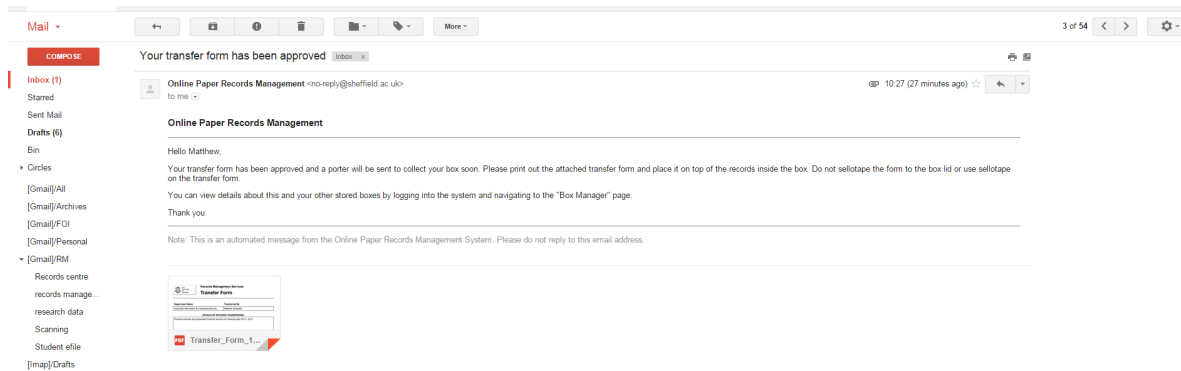 Mail
More
3 of 54
COMPOSE
Your transfer form has been approved Inbox x
Inbox (1)
Starred
Sent Mail
Drafts (6)
Bin
Circles
[Gmail]/All
[Gmail]/Archives
[Gmail]/FOI
[Gmail]/Personal
[Gmail]/RM
Records centre
records manage...
research data
Scanning
Student efile
[Imap]/Drafts
Online Paper Records Management <no-reply@sheffield.ac.uk>
10:27 (27 minutes ago)
to me
Online Paper Records Management
Hello Matthew,
Your transfer form has been approved and a porter will be sent to collect your box soon. Please print out the attached transfer form and place it on top of the records inside the box. Do not sellotape the form to the box lid or use sellotape
on the transfer form.
You can view details about this and your other stored boxes by logging into the system and navigating to the "Box Manager" page.
Thank you
Note: This is an automated message from the Online Paper Records Management System. Please do not reply to this email address.
Records Management Services
Transfer Form
PDF Transfer_Form_1...